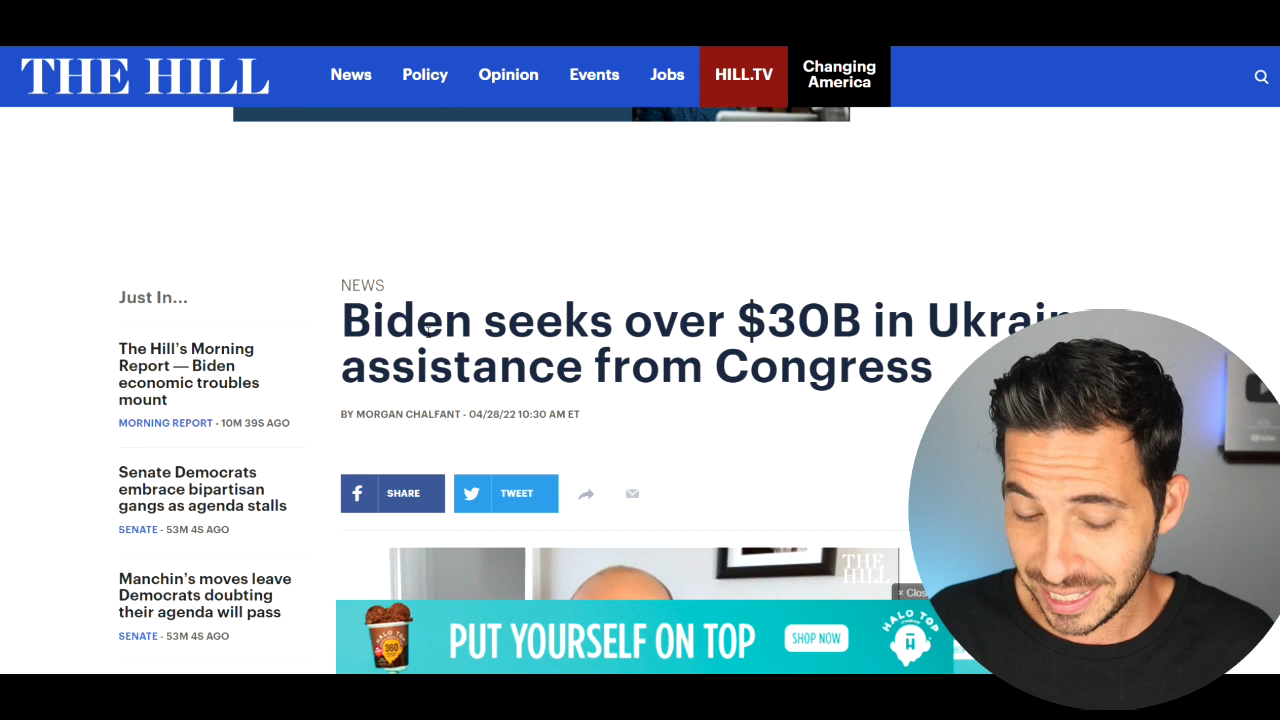 THE HILL
News Policy Opinion Events Jobs HILL.TV Changing
America
Just In...
The Hill's Morning
Report — Biden
economic troubles
mount
MORNING REPORT - 10M 39S AGO
Senate Democrats
embrace bipartisan
gangs as agenda stalls
SENATE - 53M 4S AGO
Manchin's moves leave
Democrats doubting
their agenda will pass
SENATE - 53M 4S AGO
NEWS
Biden seeks over $30B in Ukrain
assistance from Congress
BY MORGAN CHALFANT - 04/28/22 10:30 AM ET
SHARE TWEET
THE
HILL
× Clos
HALO TOP
360
PUT YOURSELF ON TOP
SHOP NOW
HALO TOP